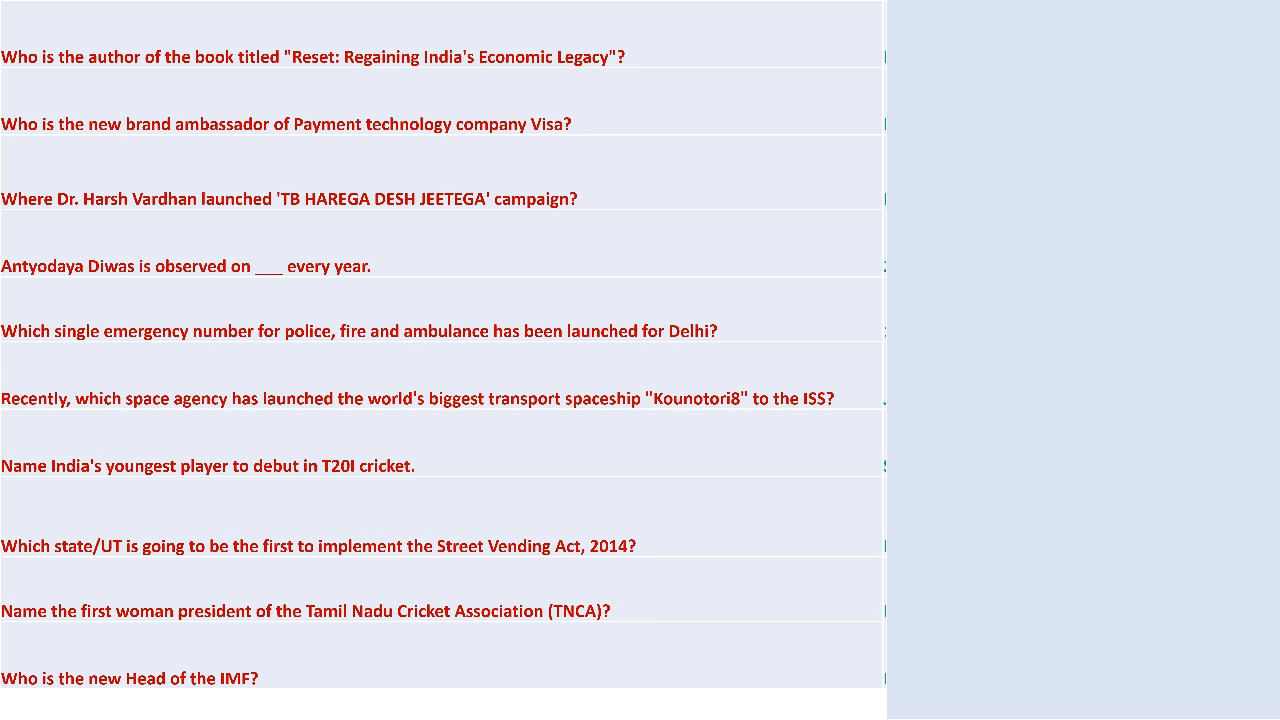 Who is the author of the book titled "Reset: Regaining India's Economic Legacy"?
Who is the new brand ambassador of Payment technology company Visa?
Where Dr. Harsh Vardhan launched 'TB HAREGA DESH JEETEGA' campaign?
Antyodaya Diwas is observed on ___ every year.
Which single emergency number for police, fire and ambulance has been launched for Delhi?
Recently, which space agency has launched the world's biggest transport spaceship "Kounotori8" to the ISS?
Name India's youngest player to debut in T20I cricket.
Which state/UT is going to be the first to implement the Street Vending Act, 2014?
Name the first woman president of the Tamil Nadu Cricket Association (TNCA)?
Who is the new Head of the IMF?